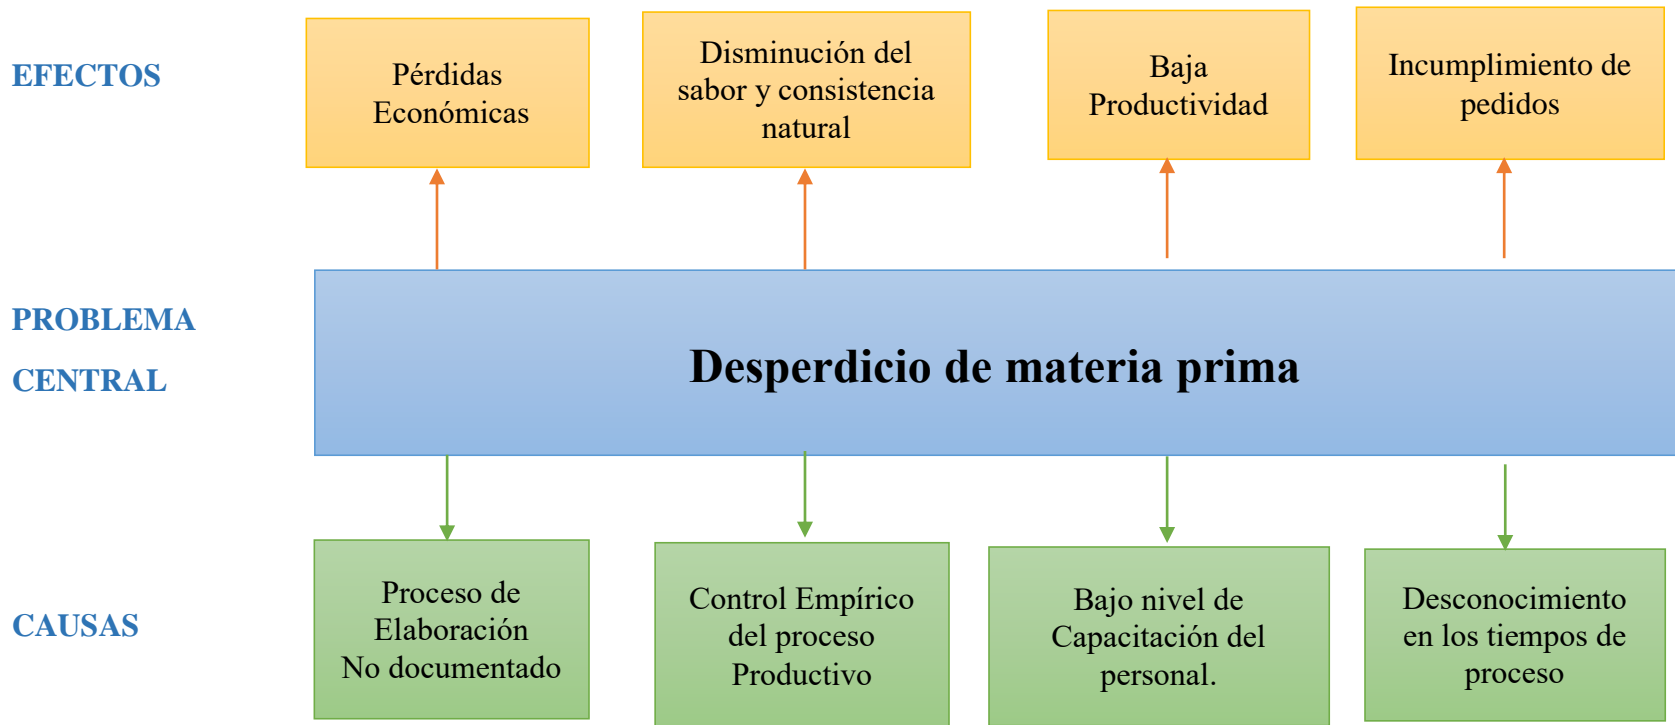 EFECTOS
Pérdidas
Económicas
Disminución del
sabor y consistencia
natural
Baja
Productividad
Incumplimiento de
pedidos
PROBLEMA
CENTRAL
Desperdicio de materia prima
CAUSAS
Proceso de
Elaboración
No documentado
Control Empírico
del proceso
Productivo
Bajo nivel de
Capacitación del
personal.
Desconocimiento
en los tiempos de
proceso